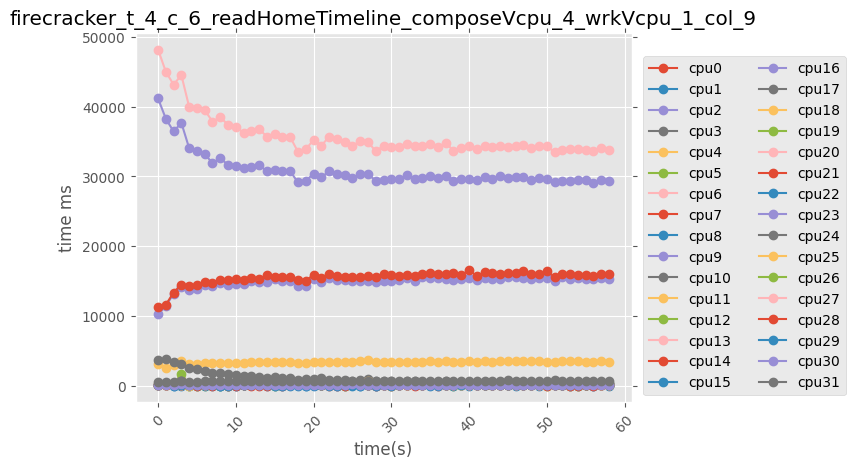 firecracker_t_4_c_6_readHomeTimeline_composeVcpu_4_wrkVcpu_1_col_9
50000
40000
30000
20000
10000
0
time ms
0
10
20
30
40
50
60
time(s)
cpu0
cpu1
cpu2
cpu3
cpu4
cpu5
cpu6
cpu7
cpu8
cpu9
cpu10
cpu11
cpu12
cpu13
cpu14
cpu15
cpu16
cpu17
cpu18
cpu19
cpu20
cpu21
cpu22
cpu23
cpu24
cpu25
cpu26
cpu27
cpu28
cpu29
cpu30
cpu31